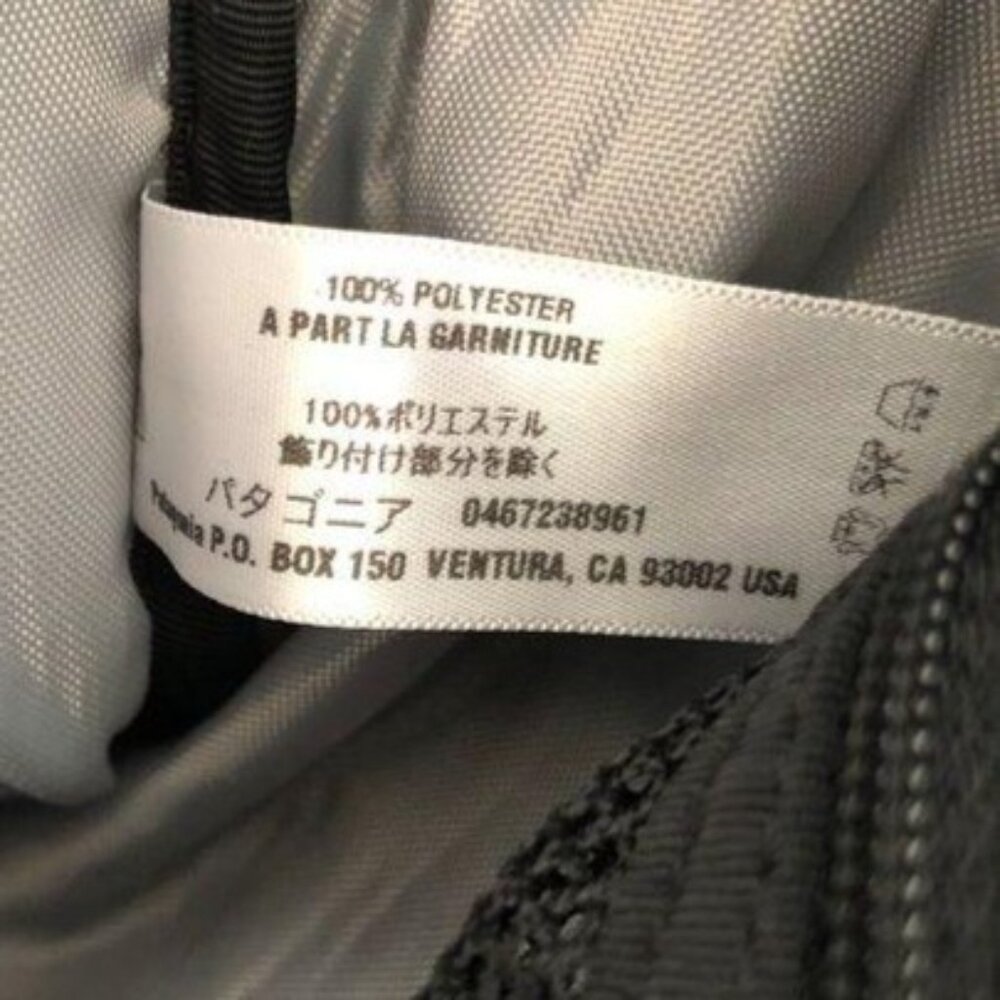 100% POLYESTER
A PART LA GARNITURE
100%ポリエステル
飾り付け部分を除く
パタゴニア 0467238961
Patagonia P.O. BOX 150 VENTURA, CA 93002 USA